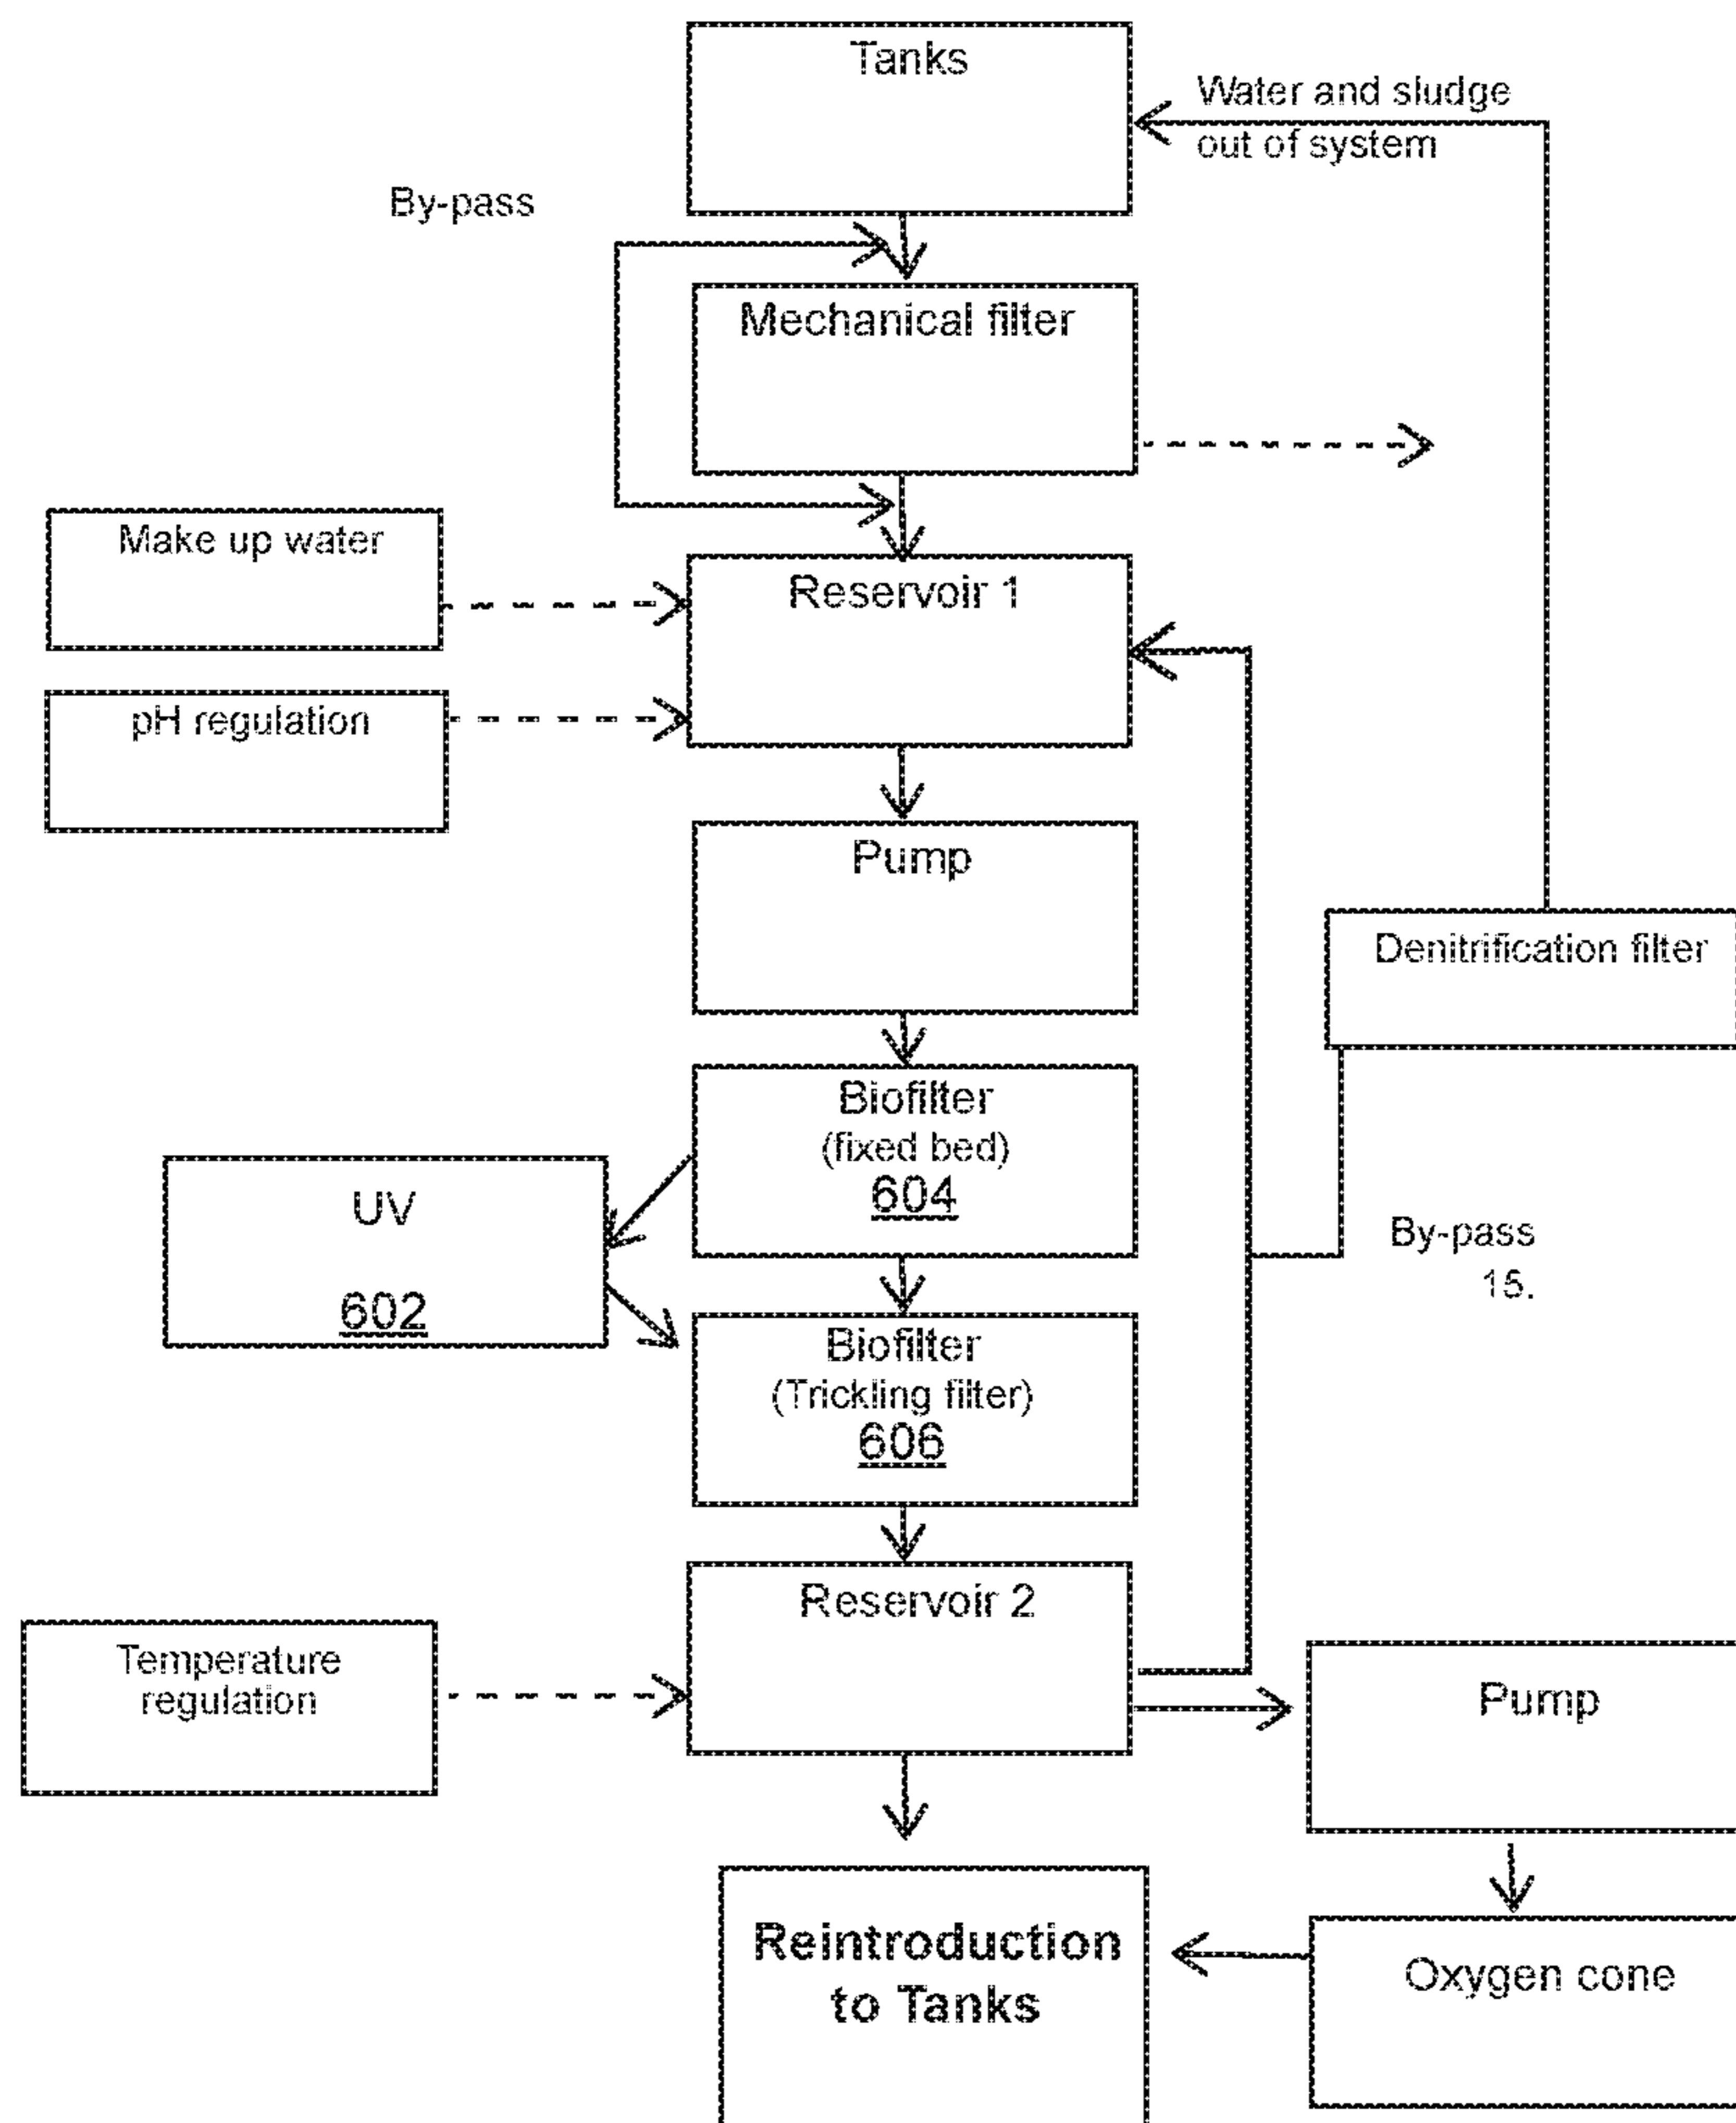 Tanks
Water and sludge
out of system
By-pass
Mechanical filter
Make up water
Reservoir 1
pH regulation
Pump
Denitrification filter
Biofilter
(fixed bed)
604
UV
602
By-pass
15.
Biofilter
(Trickling filter)
606
Reservoir 2
Temperature
regulation
Pump
Reintroduction
to Tanks
Oxygen cone